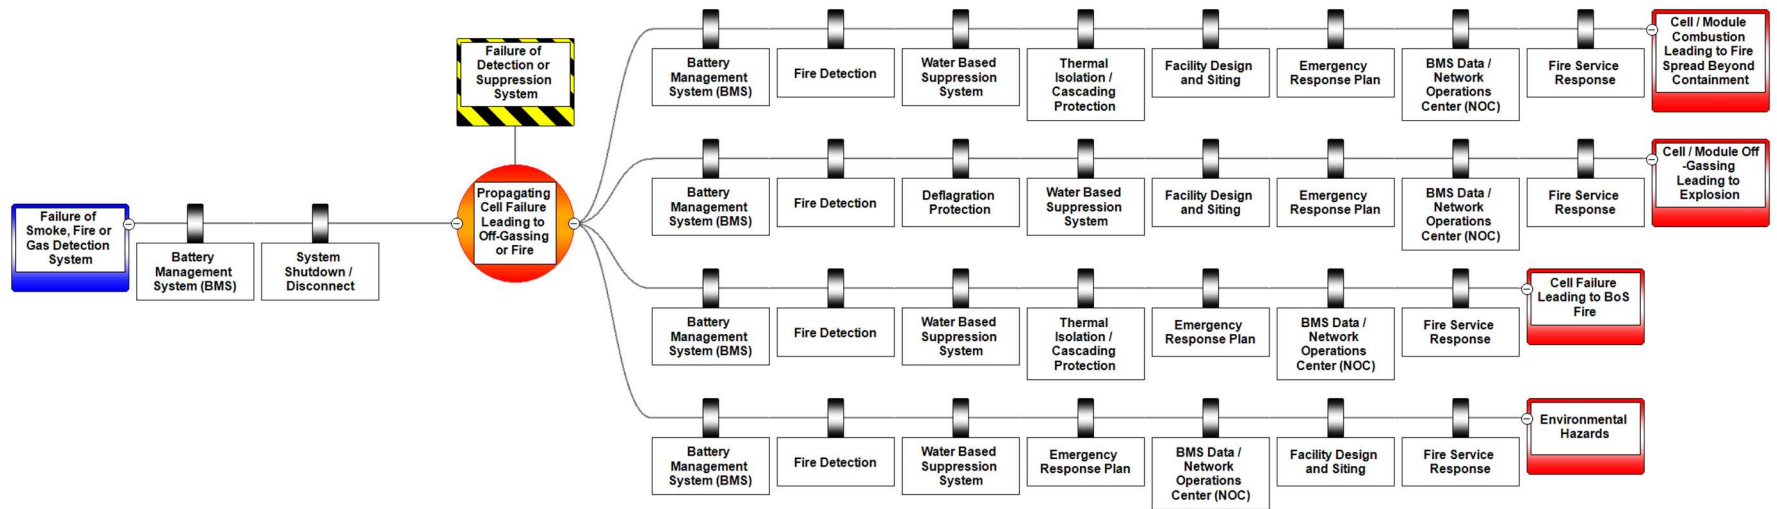 Failure of
Smoke, Fire or
Gas Detection
System
Battery
Management
System (BMS)
System
Shutdown /
Disconnect
Failure of
Detection or
Suppression
System
Propagating
Cell Failure
Leading to
Off-Gassing
or Fire
Battery
Management
System (BMS)
Fire Detection
Water Based
Suppression
System
Thermal
Isolation /
Cascading
Protection
Facility Design
and Siting
Emergency
Response Plan
BMS Data /
Network
Operations
Center (NOC)
Fire Service
Response
Cell / Module
Combustion
Leading to Fire
Spread Beyond
Containment
Battery
Management
System (BMS)
Fire Detection
Deflagration
Protection
Water Based
Suppression
System
Facility Design
and Siting
Emergency
Response Plan
BMS Data /
Network
Operations
Center (NOC)
Fire Service
Response
Cell / Module Off
-Gassing
Leading to
Explosion
Battery
Management
System (BMS)
Fire Detection
Water Based
Suppression
System
Thermal
Isolation /
Cascading
Protection
Emergency
Response Plan
BMS Data /
Network
Operations
Center (NOC)
Fire Service
Response
Cell Failure
Leading to BoS
Fire
Battery
Management
System (BMS)
Fire Detection
Water Based
Suppression
System
Emergency
Response Plan
BMS Data /
Network
Operations
Center (NOC)
Facility Design
and Siting
Fire Service
Response
Environmental
Hazards